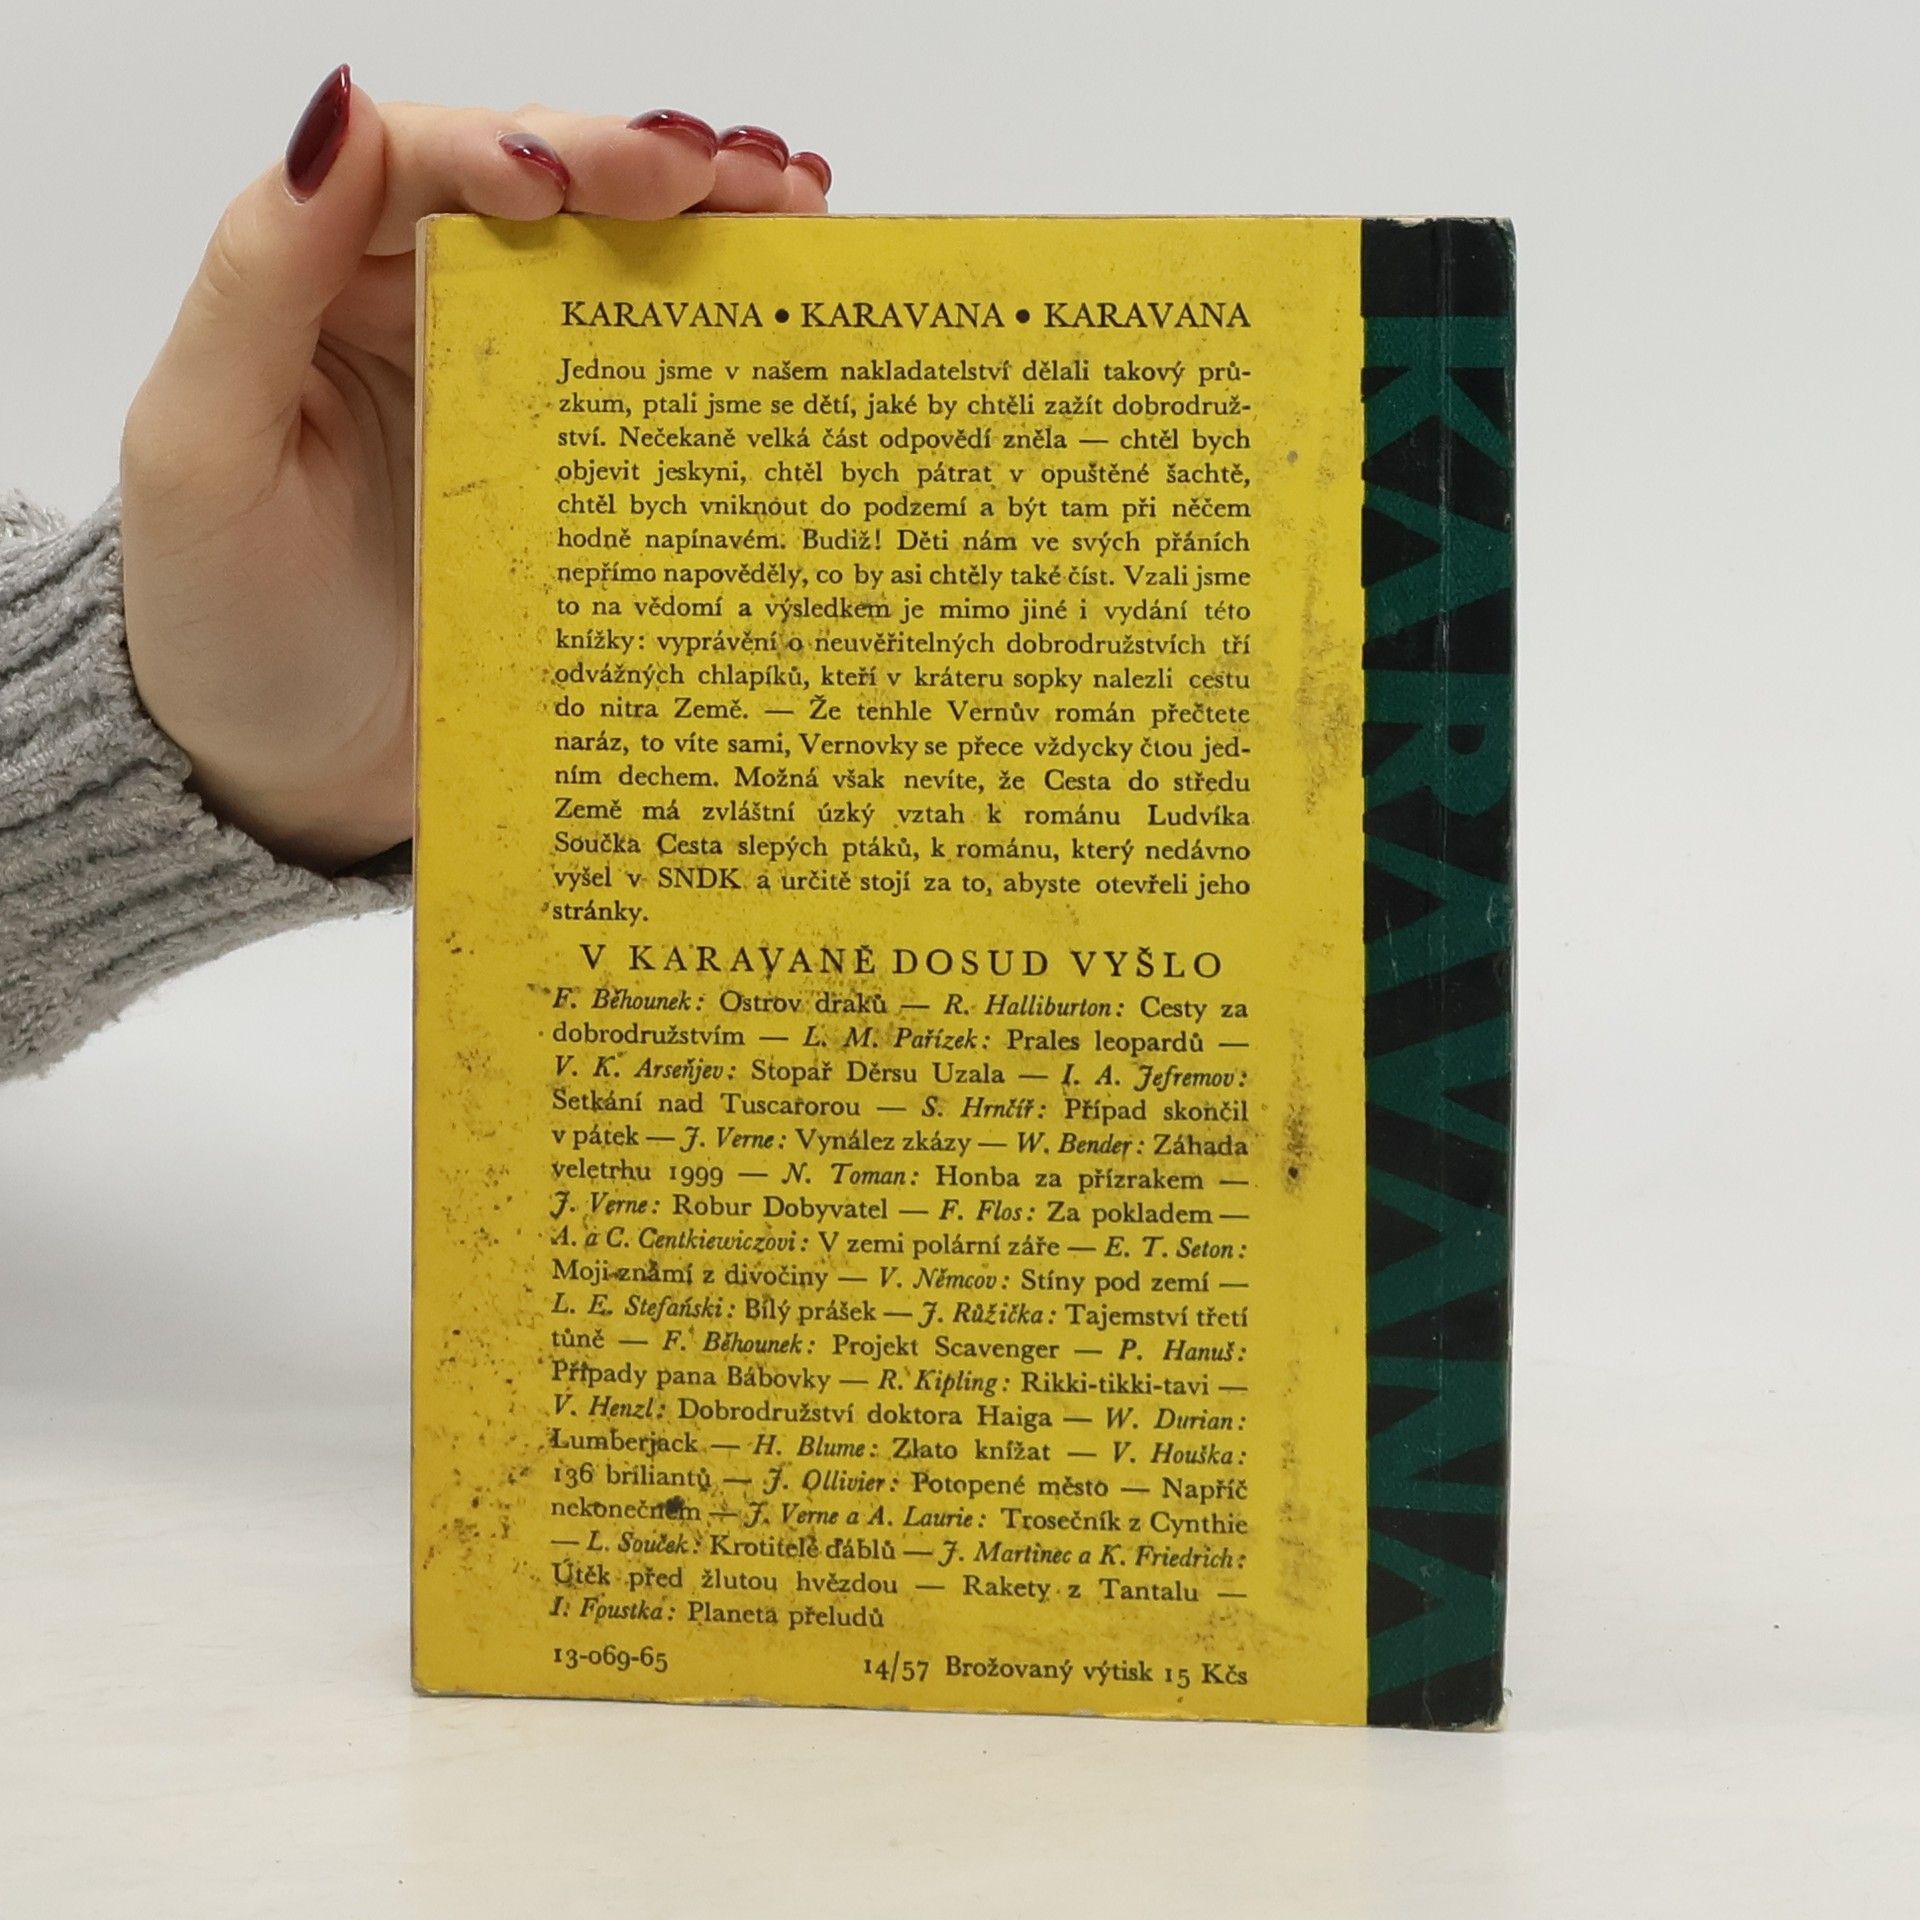 KARAVANA • KARAVANA • KARAVANA
Jednou jsme v našem nakladatelství dělali takový prů-
zkum, ptali jsme se dětí, jaké by chtěli zažít dobrodruž-
ství. Nečekaně velká část odpovědí zněla — chtěl bych
objevit jeskyni, chtěl bych pátrat v opuštěné šachtě,
chtěl bych vniknout do podzemí a být tam při něčem
hodně napínavém. Budiž! Děti nám ve svých přáních
nepřímo napověděly, co by asi chtěly také číst. Vzali jsme
to na vědomí a výsledkem je mimo jiné i vydání této
knížky: vyprávění o neuvěřitelných dobrodružstvích tří
odvážných chlapíků, kteří v kráteru sopky nalezli cestu
do nitra Země. — Že tenhle Vernův román přečtete
naráz, to víte sami, Vernovky se přece vždycky čtou jed-
ním dechem. Možná však nevíte, že Cesta do středu
Země má zvláštní úzký vztah k románu Ludvíka
Součka Cesta slepých ptáků, k románu, který nedávno
vyšel v SNDK a určitě stojí za to, abyste otevřeli jeho
stránky.
V KARAVANĚ DOSUD VYŠLO
F. Běhounek: Ostrov draků — R. Halliburton: Cesty za
dobrodružstvím — L. M. Pařízek: Prales leopardů —
V. K. Arseňjev: Stopař Děrsu Uzala — I. A. Jefremov:
Setkání nad Tuscarorou — S. Hrnčíř: Případ skončil
v pátek — J. Verne: Vynález zkázy — W. Bender: Záhada
veletrhu 1999 — N. Toman: Honba za přízrakem —
J. Verne: Robur Dobyvatel — F. Flos: Za pokladem —
A. a C. Centkiewiczovi: V zemi polární záře — E. T. Seton:
Moji známí z divočiny — V. Němcov: Stíny pod zemí —
L. E. Stefański: Bílý prášek — J. Růžička: Tajemství třetí
tůně — F. Běhounek: Projekt Scavenger — P. Hanuš:
Případy pana Bábovky — R. Kipling: Rikki-tikki-tavi —
V. Henzl: Dobrodružství doktora Haiga — W. Durian:
Lumberjack — H. Blume: Zlato knížat — V. Houška:
136 briliantů — J. Ollivier: Potopené město — Napříč
nekonečnem — J. Verne a A. Laurie: Trosečník z Cynthie
— L. Souček: Krotitelé ďáblů — J. Martinec a K. Friedrich:
Útěk před žlutou hvězdou — Rakety z Tantalu —
I. Foustka: Planeta přeludů
13-069-65 14/57 Brožovaný výtisk 15 Kčs
KARAVANA